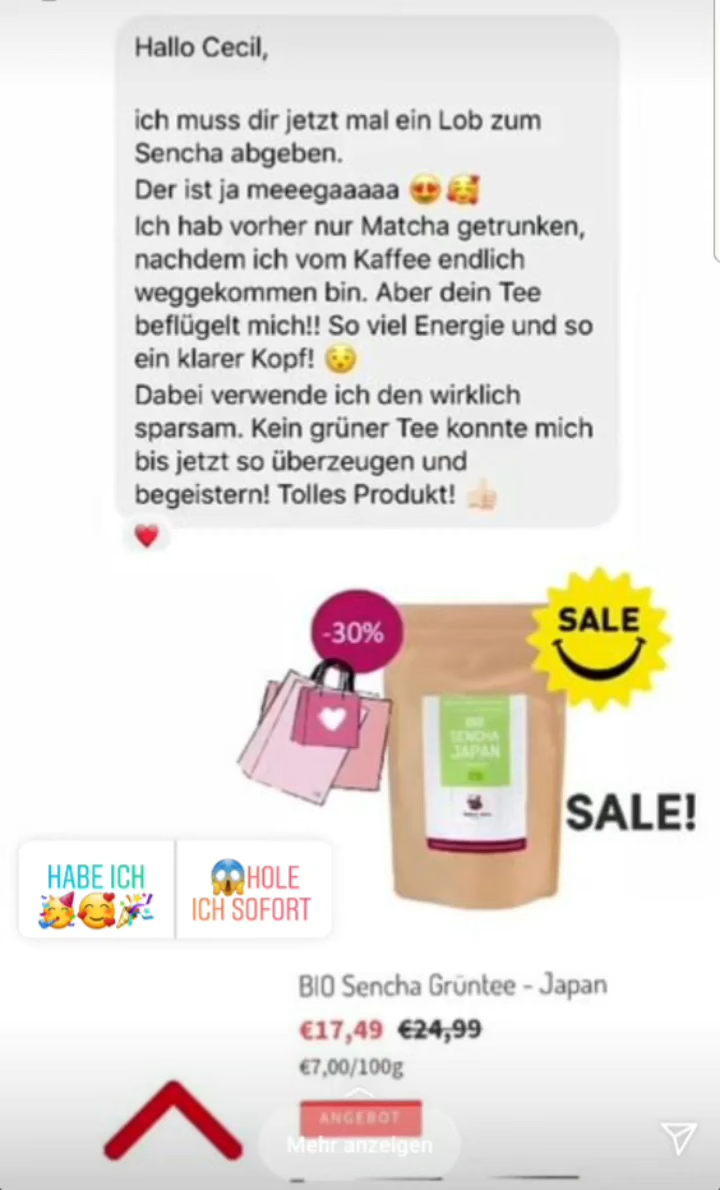 Hallo Cecil,
ich muss dir jetzt mal ein Lob zum
Sencha abgeben.
Der ist ja meeegaaaaa 😍🥰
Ich hab vorher nur Matcha getrunken,
nachdem ich vom Kaffee endlich
weggekommen bin. Aber dein Tee
beflügelt mich!! So viel Energie und so
ein klarer Kopf! 😯
Dabei verwende ich den wirklich
sparsam. Kein grüner Tee konnte mich
bis jetzt so überzeugen und
begeistern! Tolles Produkt! 👍🏻
❤️
-30%
SALE
BIO
SENCHA
JAPAN
SALE!
HABE ICH
🥳🥰🎉
😱HOLE
ICH SOFORT
BIO Sencha Grüntee - Japan
€17,49 €24,99
€7,00/100g
ANGEBOT
Mehr anzeigen